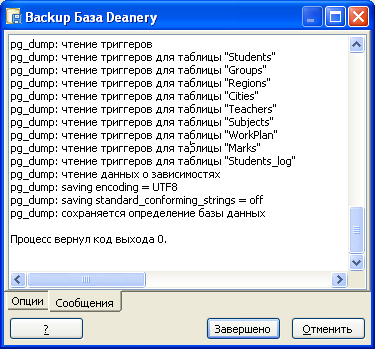 Backup База Deanery
pg_dump: чтение триггеров
pg_dump: чтение триггеров для таблицы "Students"
pg_dump: чтение триггеров для таблицы "Groups"
pg_dump: чтение триггеров для таблицы "Regions"
pg_dump: чтение триггеров для таблицы "Cities"
pg_dump: чтение триггеров для таблицы "Teachers"
pg_dump: чтение триггеров для таблицы "Subjects"
pg_dump: чтение триггеров для таблицы "WorkPlan"
pg_dump: чтение триггеров для таблицы "Marks"
pg_dump: чтение триггеров для таблицы "Students_log"
pg_dump: чтение данных о зависимостях
pg_dump: saving encoding = UTF8
pg_dump: saving standard_conforming_strings = off
pg_dump: сохраняется определение базы данных
Процесс вернул код выхода 0.
Опции Сообщения
? Завершено Отменить